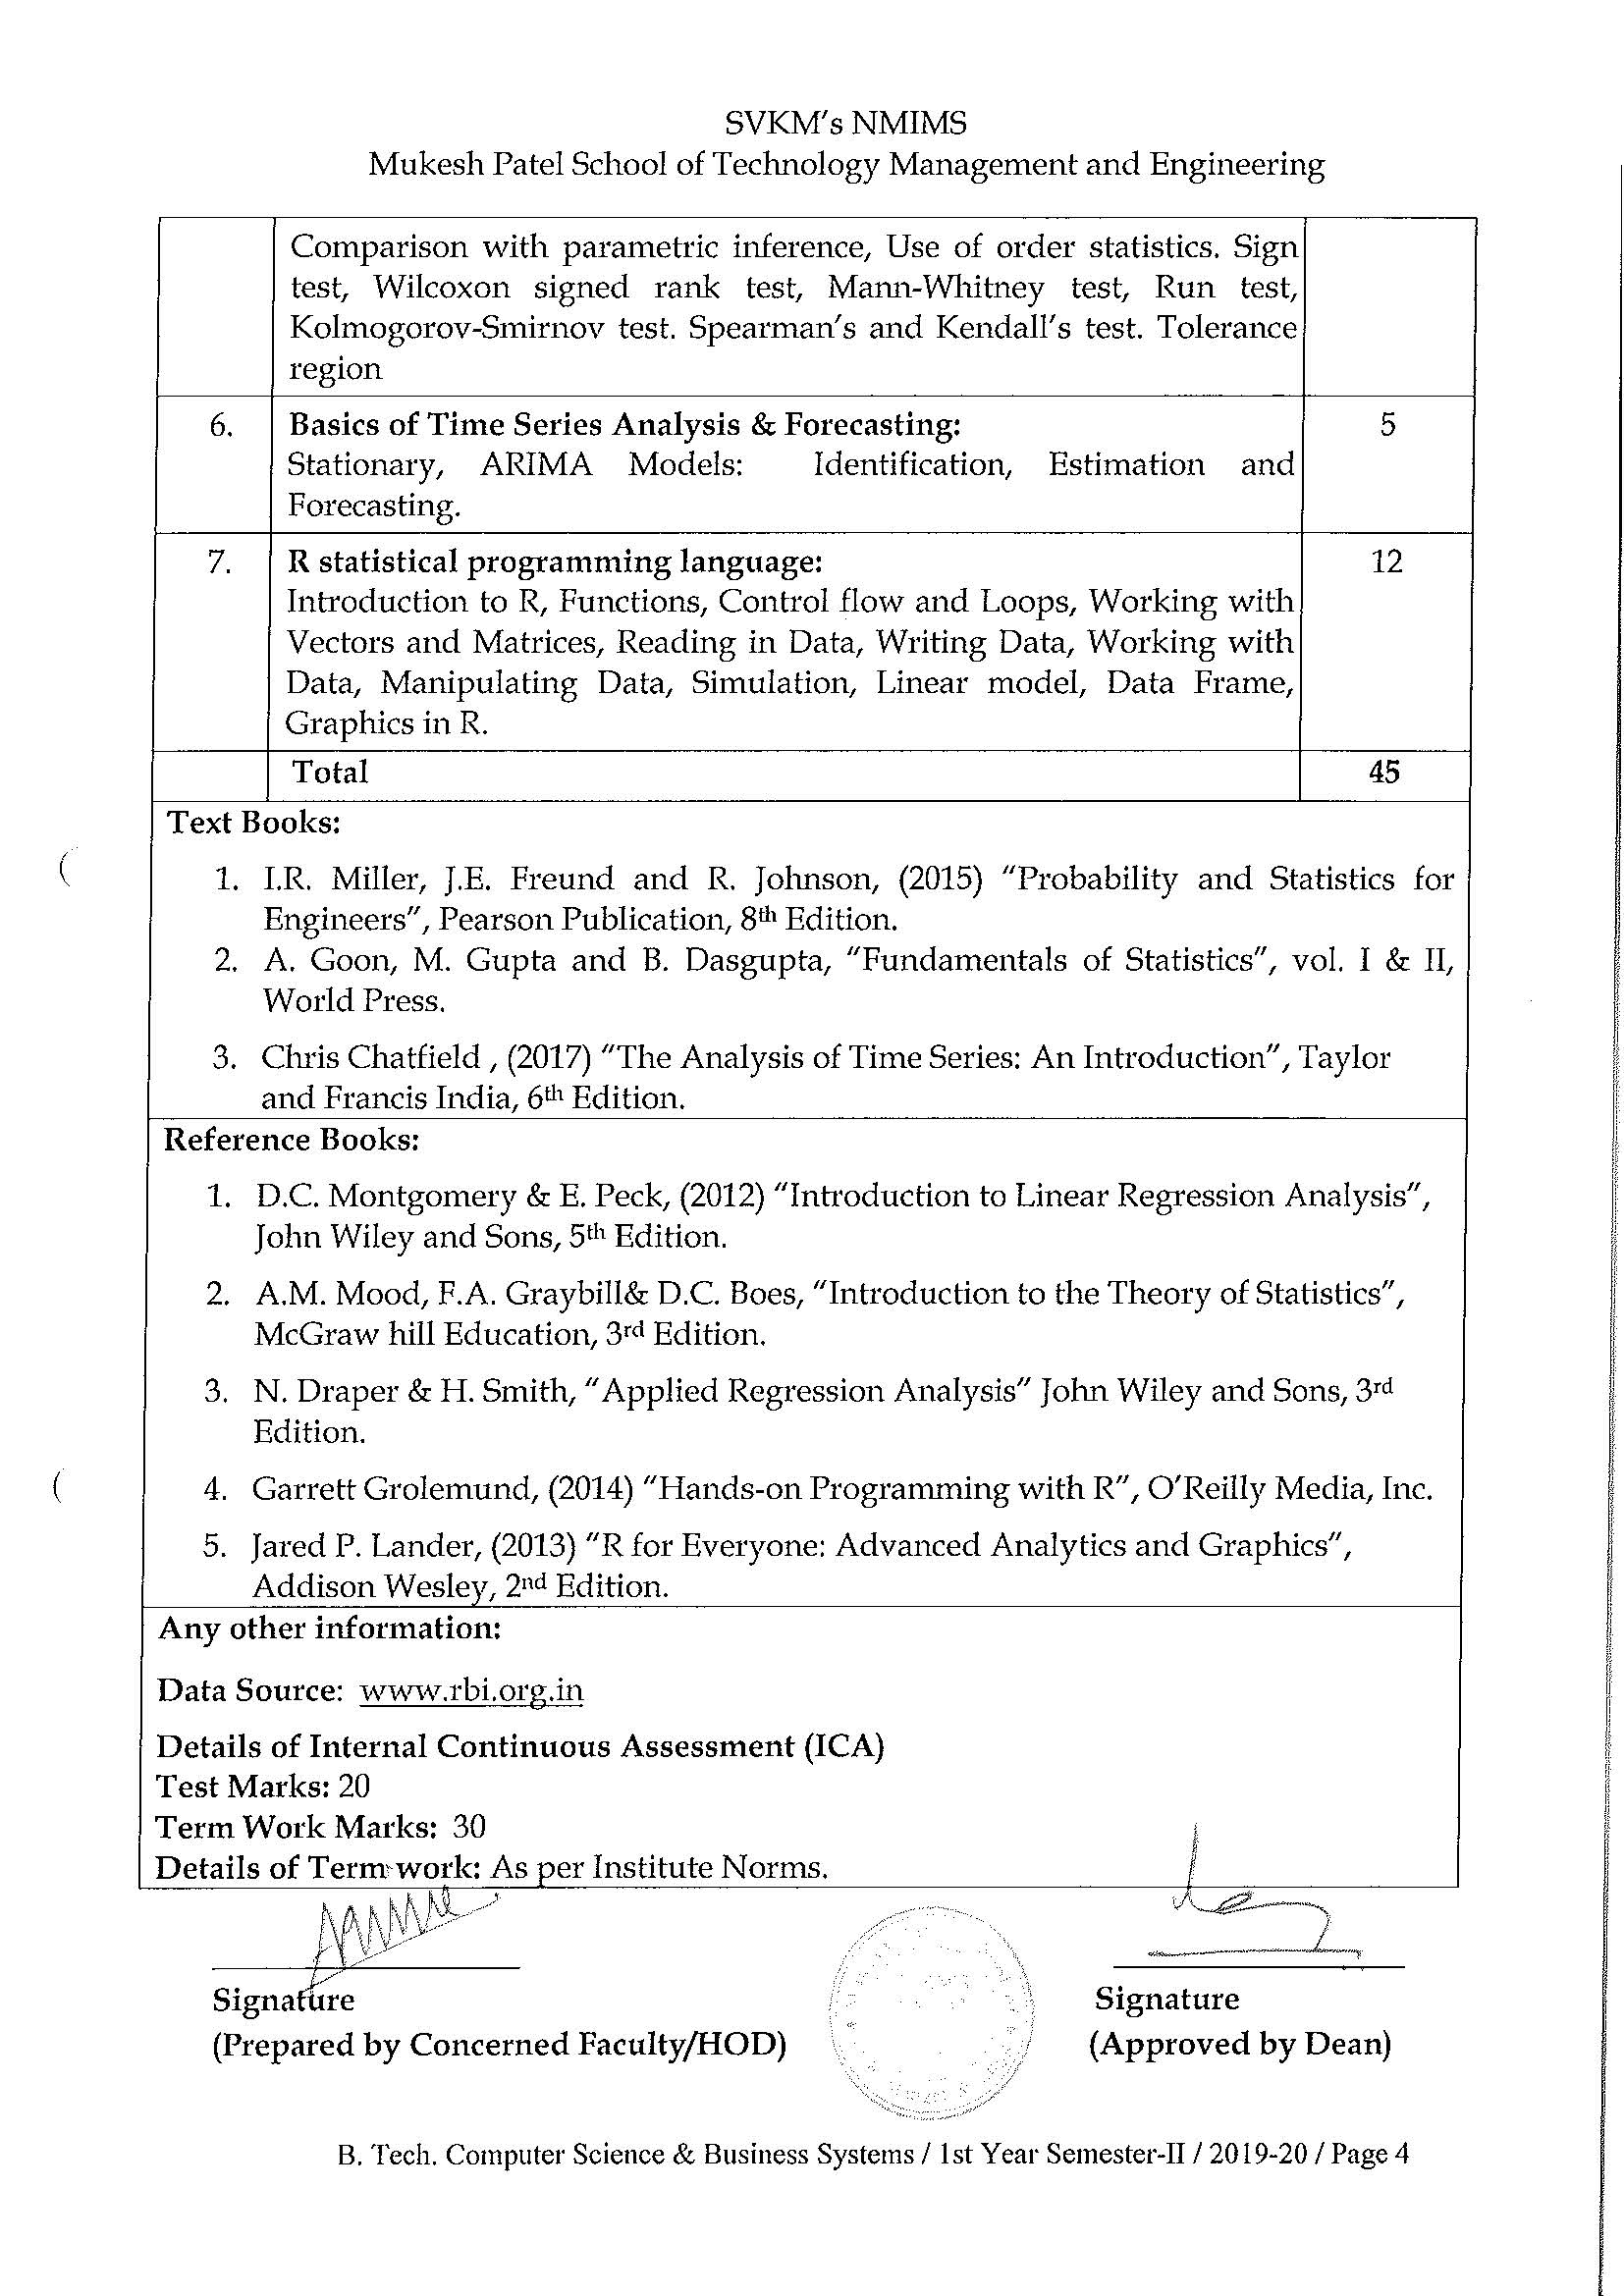 SVKM's NMIMS
Mukesh Patel School of Technology Management and Engineering
Comparison with parametric inference, Use of order statistics. Sign
test, Wilcoxon signed rank test, Mann-Whitney test, Run test,
Kolmogorov-Smirnov test. Spearman's and Kendall's test. Tolerance
region
6. Basics of Time Series Analysis & Forecasting: 5
Stationary, ARIMA Models: Identification, Estimation and
Forecasting.
7. R statistical programming language: 12
Introduction to R, Functions, Control flow and Loops, Working with
Vectors and Matrices, Reading in Data, Writing Data, Working with
Data, Manipulating Data, Simulation, Linear model, Data Frame,
Graphics in R.
Total 45
Text Books:
1. I.R. Miller, J.E. Freund and R. Johnson, (2015) "Probability and Statistics for
Engineers", Pearson Publication, 8th Edition.
2. A. Goon, M. Gupta and B. Dasgupta, "Fundamentals of Statistics", vol. I & II,
World Press.
3. Chris Chatfield , (2017) "The Analysis of Time Series: An Introduction", Taylor
and Francis India, 6th Edition.
Reference Books:
1. D.C. Montgomery & E. Peck, (2012) "Introduction to Linear Regression Analysis",
John Wiley and Sons, 5th Edition.
2. A.M. Mood, F.A. Graybill& D.C. Boes, "Introduction to the Theory of Statistics",
McGraw hill Education, 3rd Edition.
3. N. Draper & H. Smith, "Applied Regression Analysis" John Wiley and Sons, 3rd
Edition.
4. Garrett Grolemund, (2014) "Hands-on Programming with R", O'Reilly Media, Inc.
5. Jared P. Lander, (2013) "R for Everyone: Advanced Analytics and Graphics",
Addison Wesley, 2nd Edition.
Any other information:
Data Source: www.rbi.org.in
Details of Internal Continuous Assessment (ICA)
Test Marks: 20
Term Work Marks: 30
Details of Term work: As per Institute Norms.
Signature Signature
(Prepared by Concerned Faculty/HOD) (Approved by Dean)
B. Tech. Computer Science & Business Systems / 1st Year Semester-II / 2019-20 / Page 4